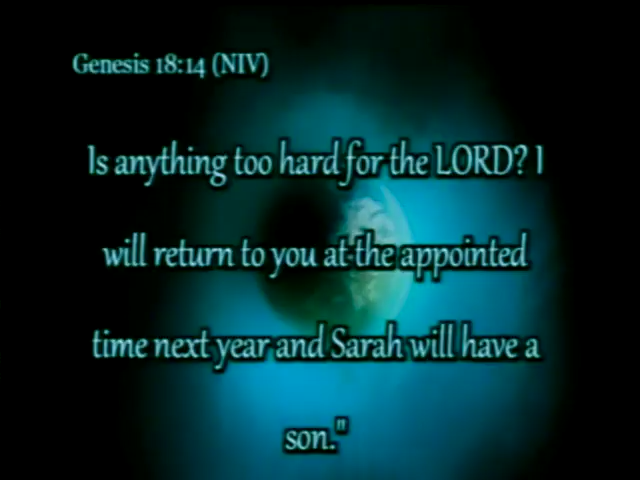 Genesis 18:14 (NIV)
Is anything too hard for the LORD? I
will return to you at the appointed
time next year and Sarah will have a
son."